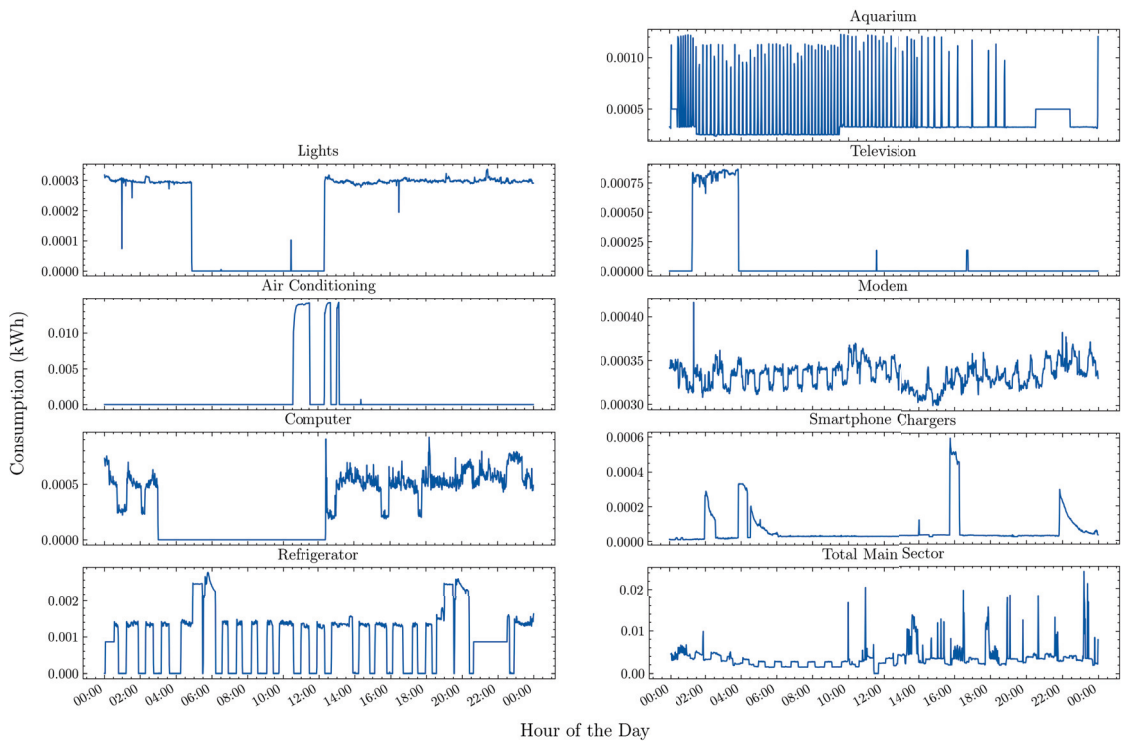 Aquarium
0.0010
0.0005
Lights
0.0003
0.0002
0.0001
0.0000
Television
0.00075
0.00050
0.00025
0.00000
Air Conditioning
0.010
0.005
0.000
Modem
0.00040
0.00035
0.00030
Computer
0.0005
0.0000
Smartphone Chargers
0.0006
0.0004
0.0002
0.0000
Refrigerator
0.002
0.001
0.000
Total Main Sector
0.02
0.01
0.00
00:00 02:00 04:00 06:00 08:00 10:00 12:00 14:00 16:00 18:00 20:00 22:00 00:00
00:00 02:00 04:00 06:00 08:00 10:00 12:00 14:00 16:00 18:00 20:00 22:00 00:00
Consumption (kWh)
Hour of the Day